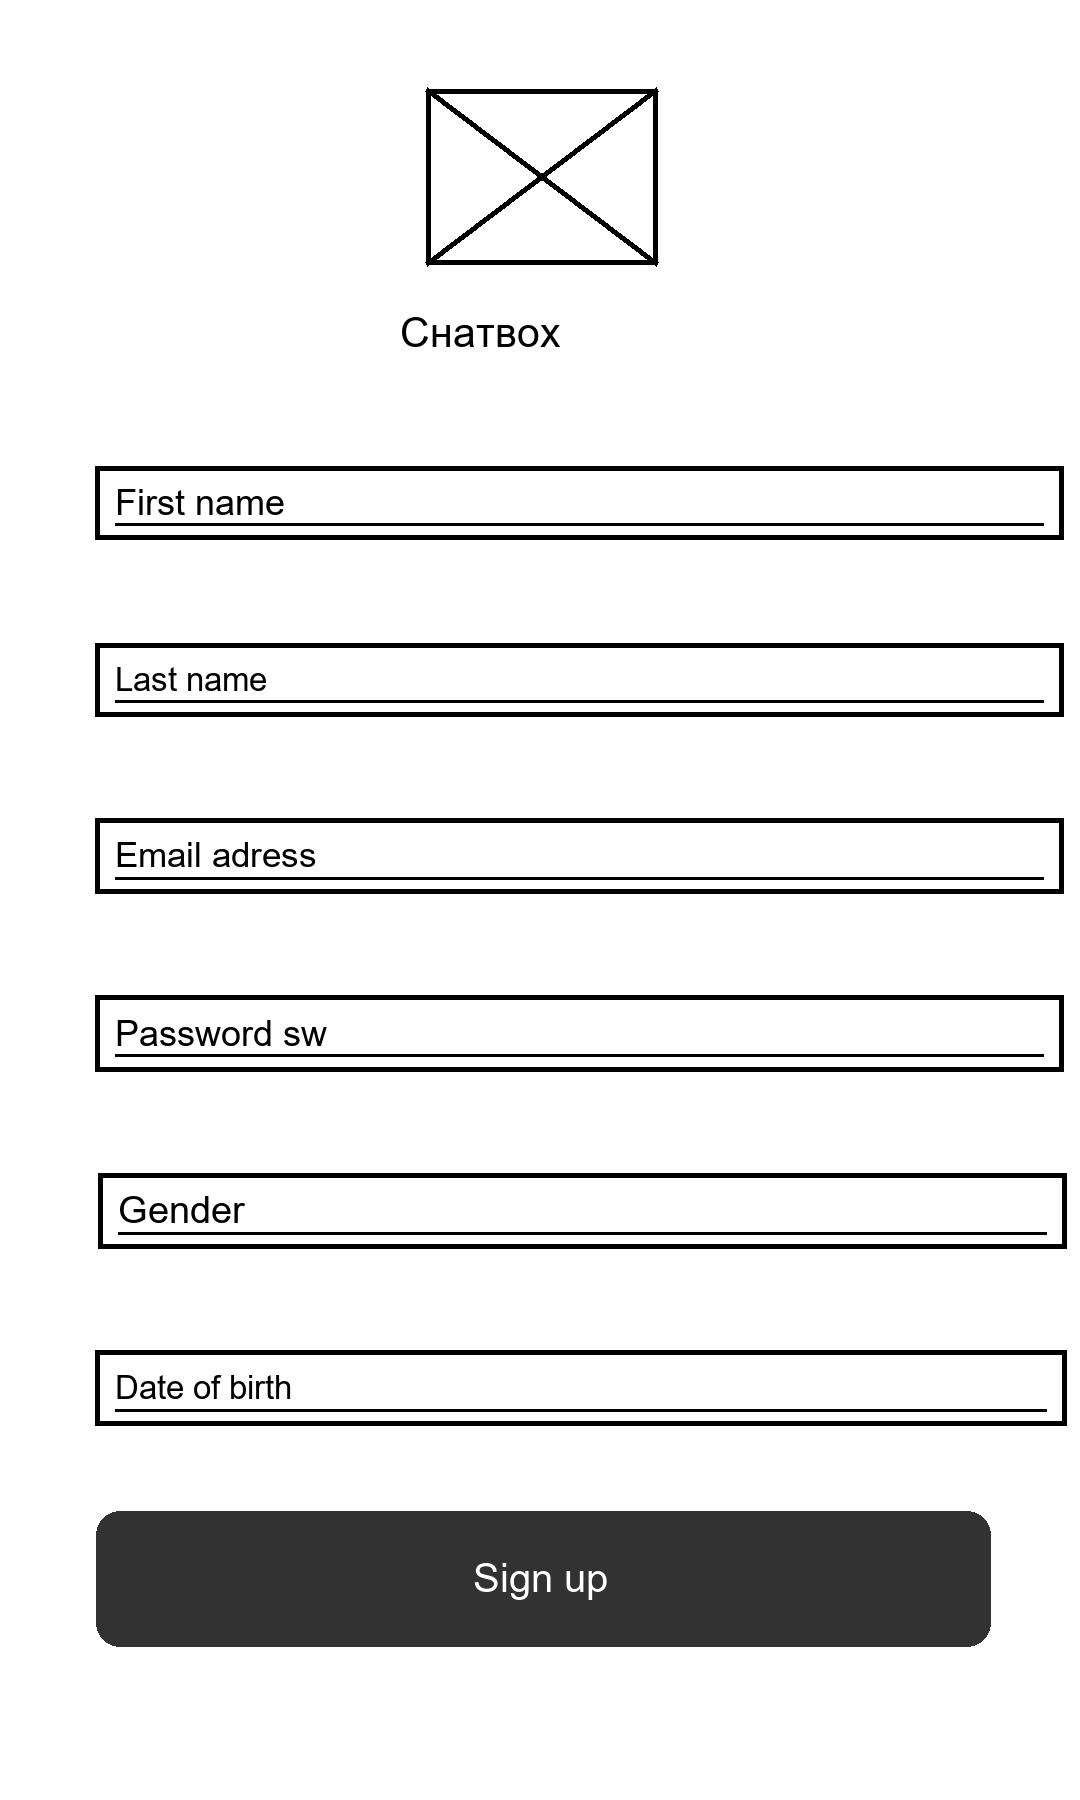 Снатвох
First name
Last name
Email adress
Password sw
Gender
Date of birth
Sign up